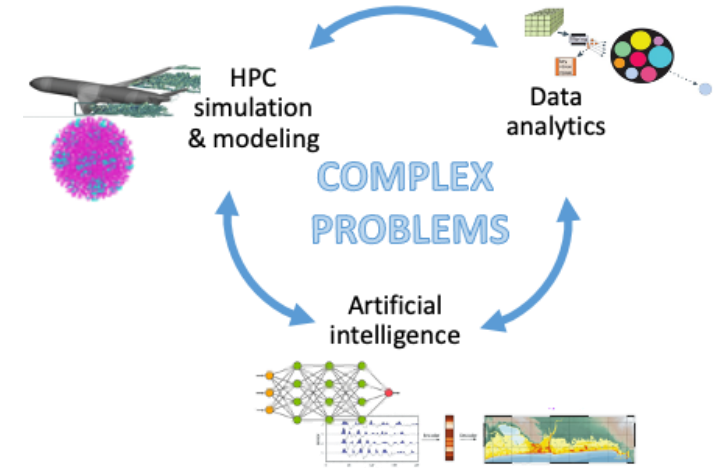 HPC
simulation
& modeling
Data
analytics
COMPLEX
PROBLEMS
Artificial
intelligence